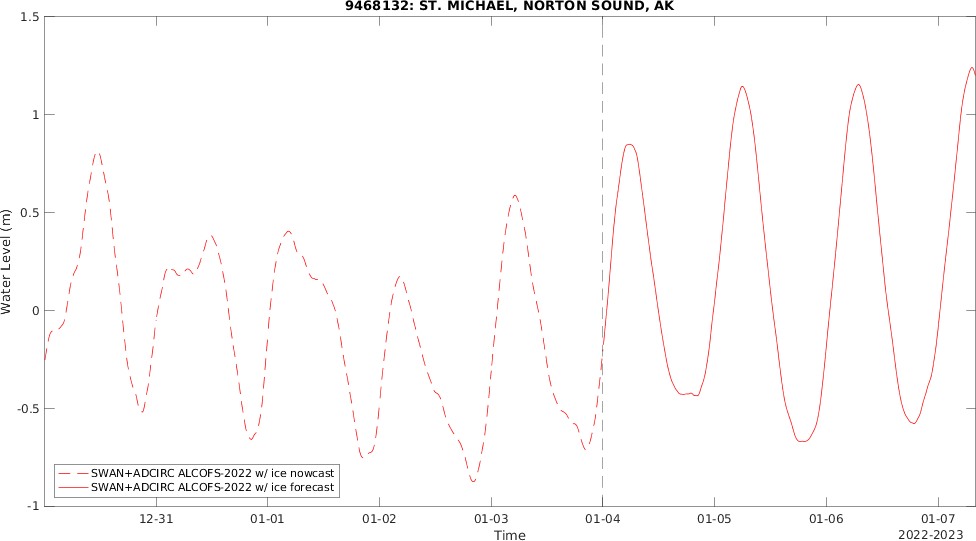 9468132: ST. MICHAEL, NORTON SOUND, AK
1.5
1
0.5
0
-0.5
-1
Water Level (m)
SWAN+ADCIRC ALCOFS-2022 w/ ice nowcast
SWAN+ADCIRC ALCOFS-2022 w/ ice forecast
12-31 01-01 01-02 01-03 01-04 01-05 01-06 01-07
Time
2022-2023